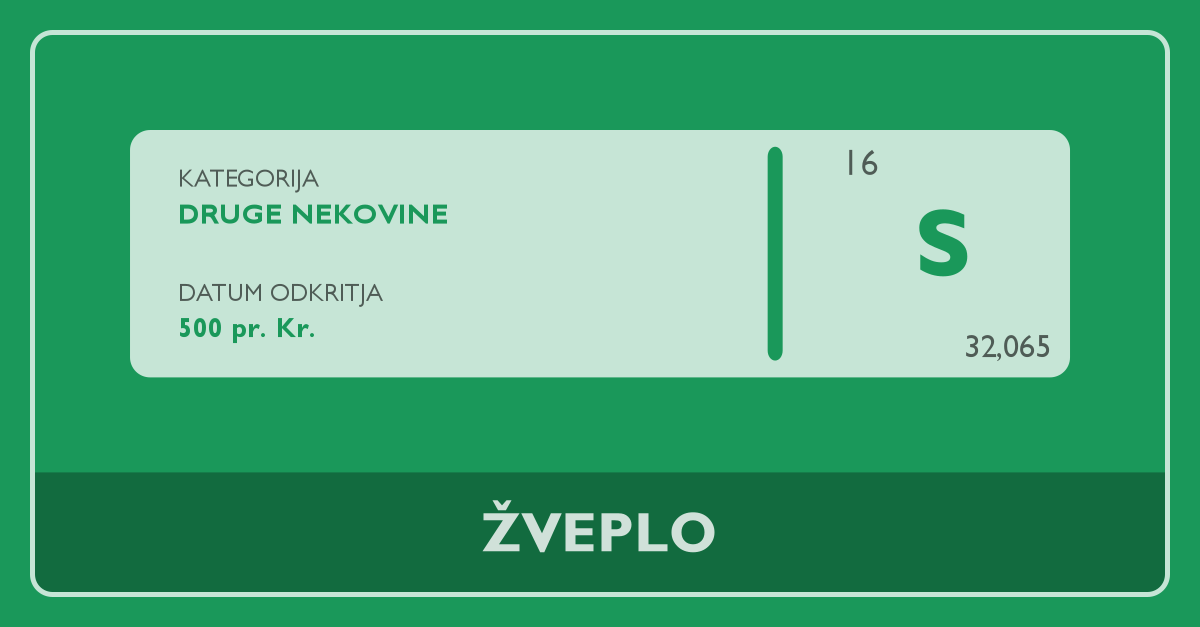 KATEGORIJA
DRUGE NEKOVINE
DATUM ODKRITJA
500 pr. Kr.
16
S
32,065
ŽVEPLO